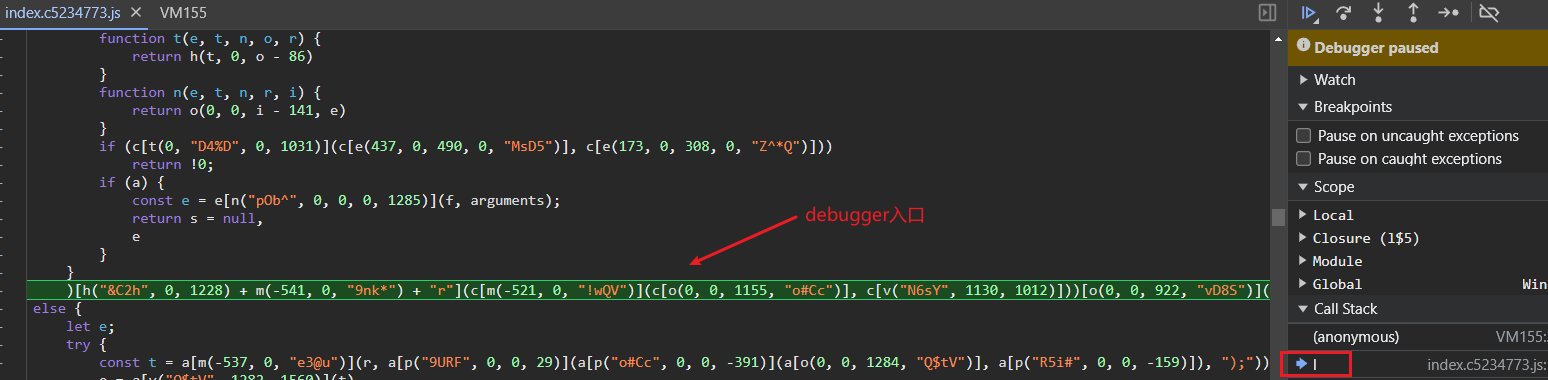 index.c5234773.js × VM155
function t(e, t, n, o, r) {
return h(t, 0, o - 86)
}
function n(e, t, n, r, i) {
return o(0, 0, i - 141, e)
}
if (c[t(0, "D4%D", 0, 1031)](c[e(437, 0, 490, 0, "MsD5")], c[e(173, 0, 308, 0, "Z^*Q")]))
return !0;
if (a) {
const e = e[n("pOb^", 0, 0, 0, 1285)](f, arguments);
return s = null,
e
}
}
)[h("&C2h", 0, 1228) + m(-541, 0, "9nk*") + "r"](c[m(-521, 0, "!wQV")](c[o(0, 0, 1155, "o#Cc")], c[v("N6sY", 1130, 1012)]))[o(0, 0, 922, "vD8S")](
else {
let e;
try {
const t = a[m(-537, 0, "e3@u")](r, a[p("9URF", 0, 0, 29)](a[p("o#Cc", 0, 0, -391)](a[o(0, 0, 1284, "Q$tV")], a[p("R5i#", 0, 0, -159)]), ");"))
e = a[v("Q$tV", 1282, 1560)](t)
debugger入口
Debugger paused
Watch
Breakpoints
Pause on uncaught exceptions
Pause on caught exceptions
Scope
Local
Closure (l$5)
Module
Global Win
Call Stack
(anonymous) VM155:
l index.c5234773.js: